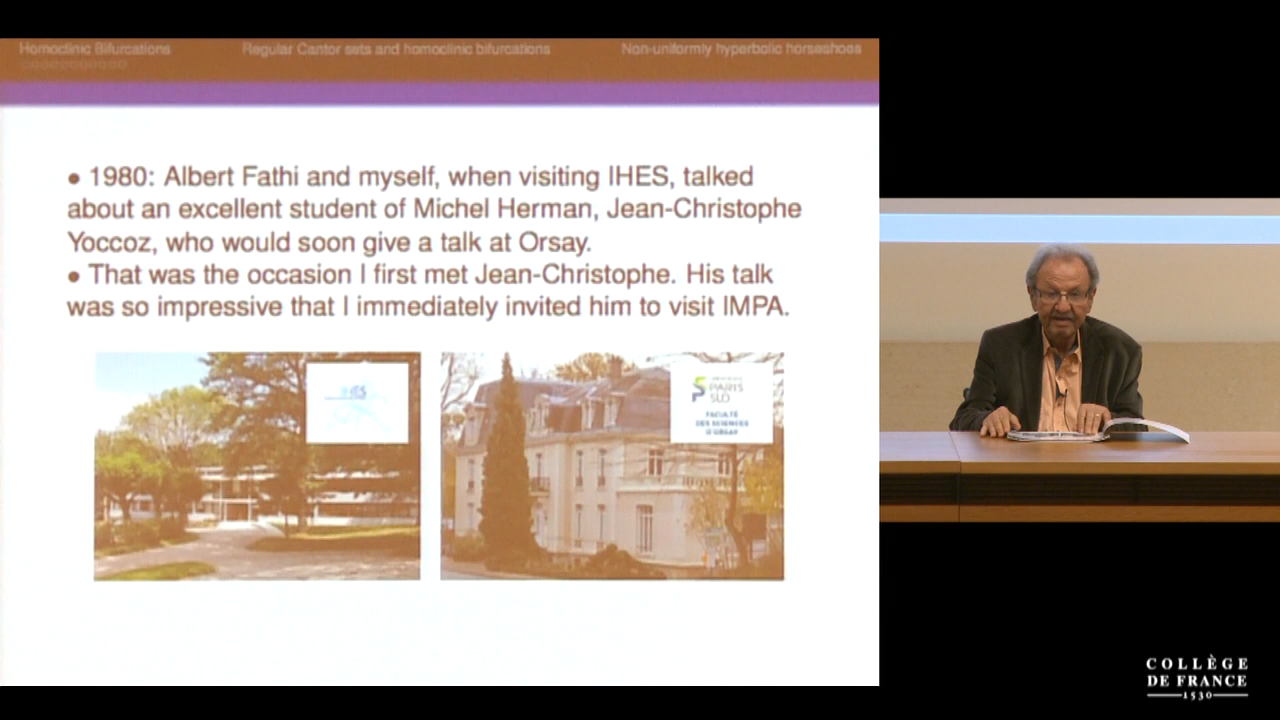 Homoclinic Bifurcations
Regular Cantor sets and homoclinic bifurcations
Non-uniformly hyperbolic horseshoes
• 1980: Albert Fathi and myself, when visiting IHES, talked
about an excellent student of Michel Herman, Jean-Christophe
Yoccoz, who would soon give a talk at Orsay.
• That was the occasion I first met Jean-Christophe. His talk
was so impressive that I immediately invited him to visit IMPA.
PARIS
FACULTÉ
DES SCIENCES
D'ORSAY
COLLÈGE
DE FRANCE
1530